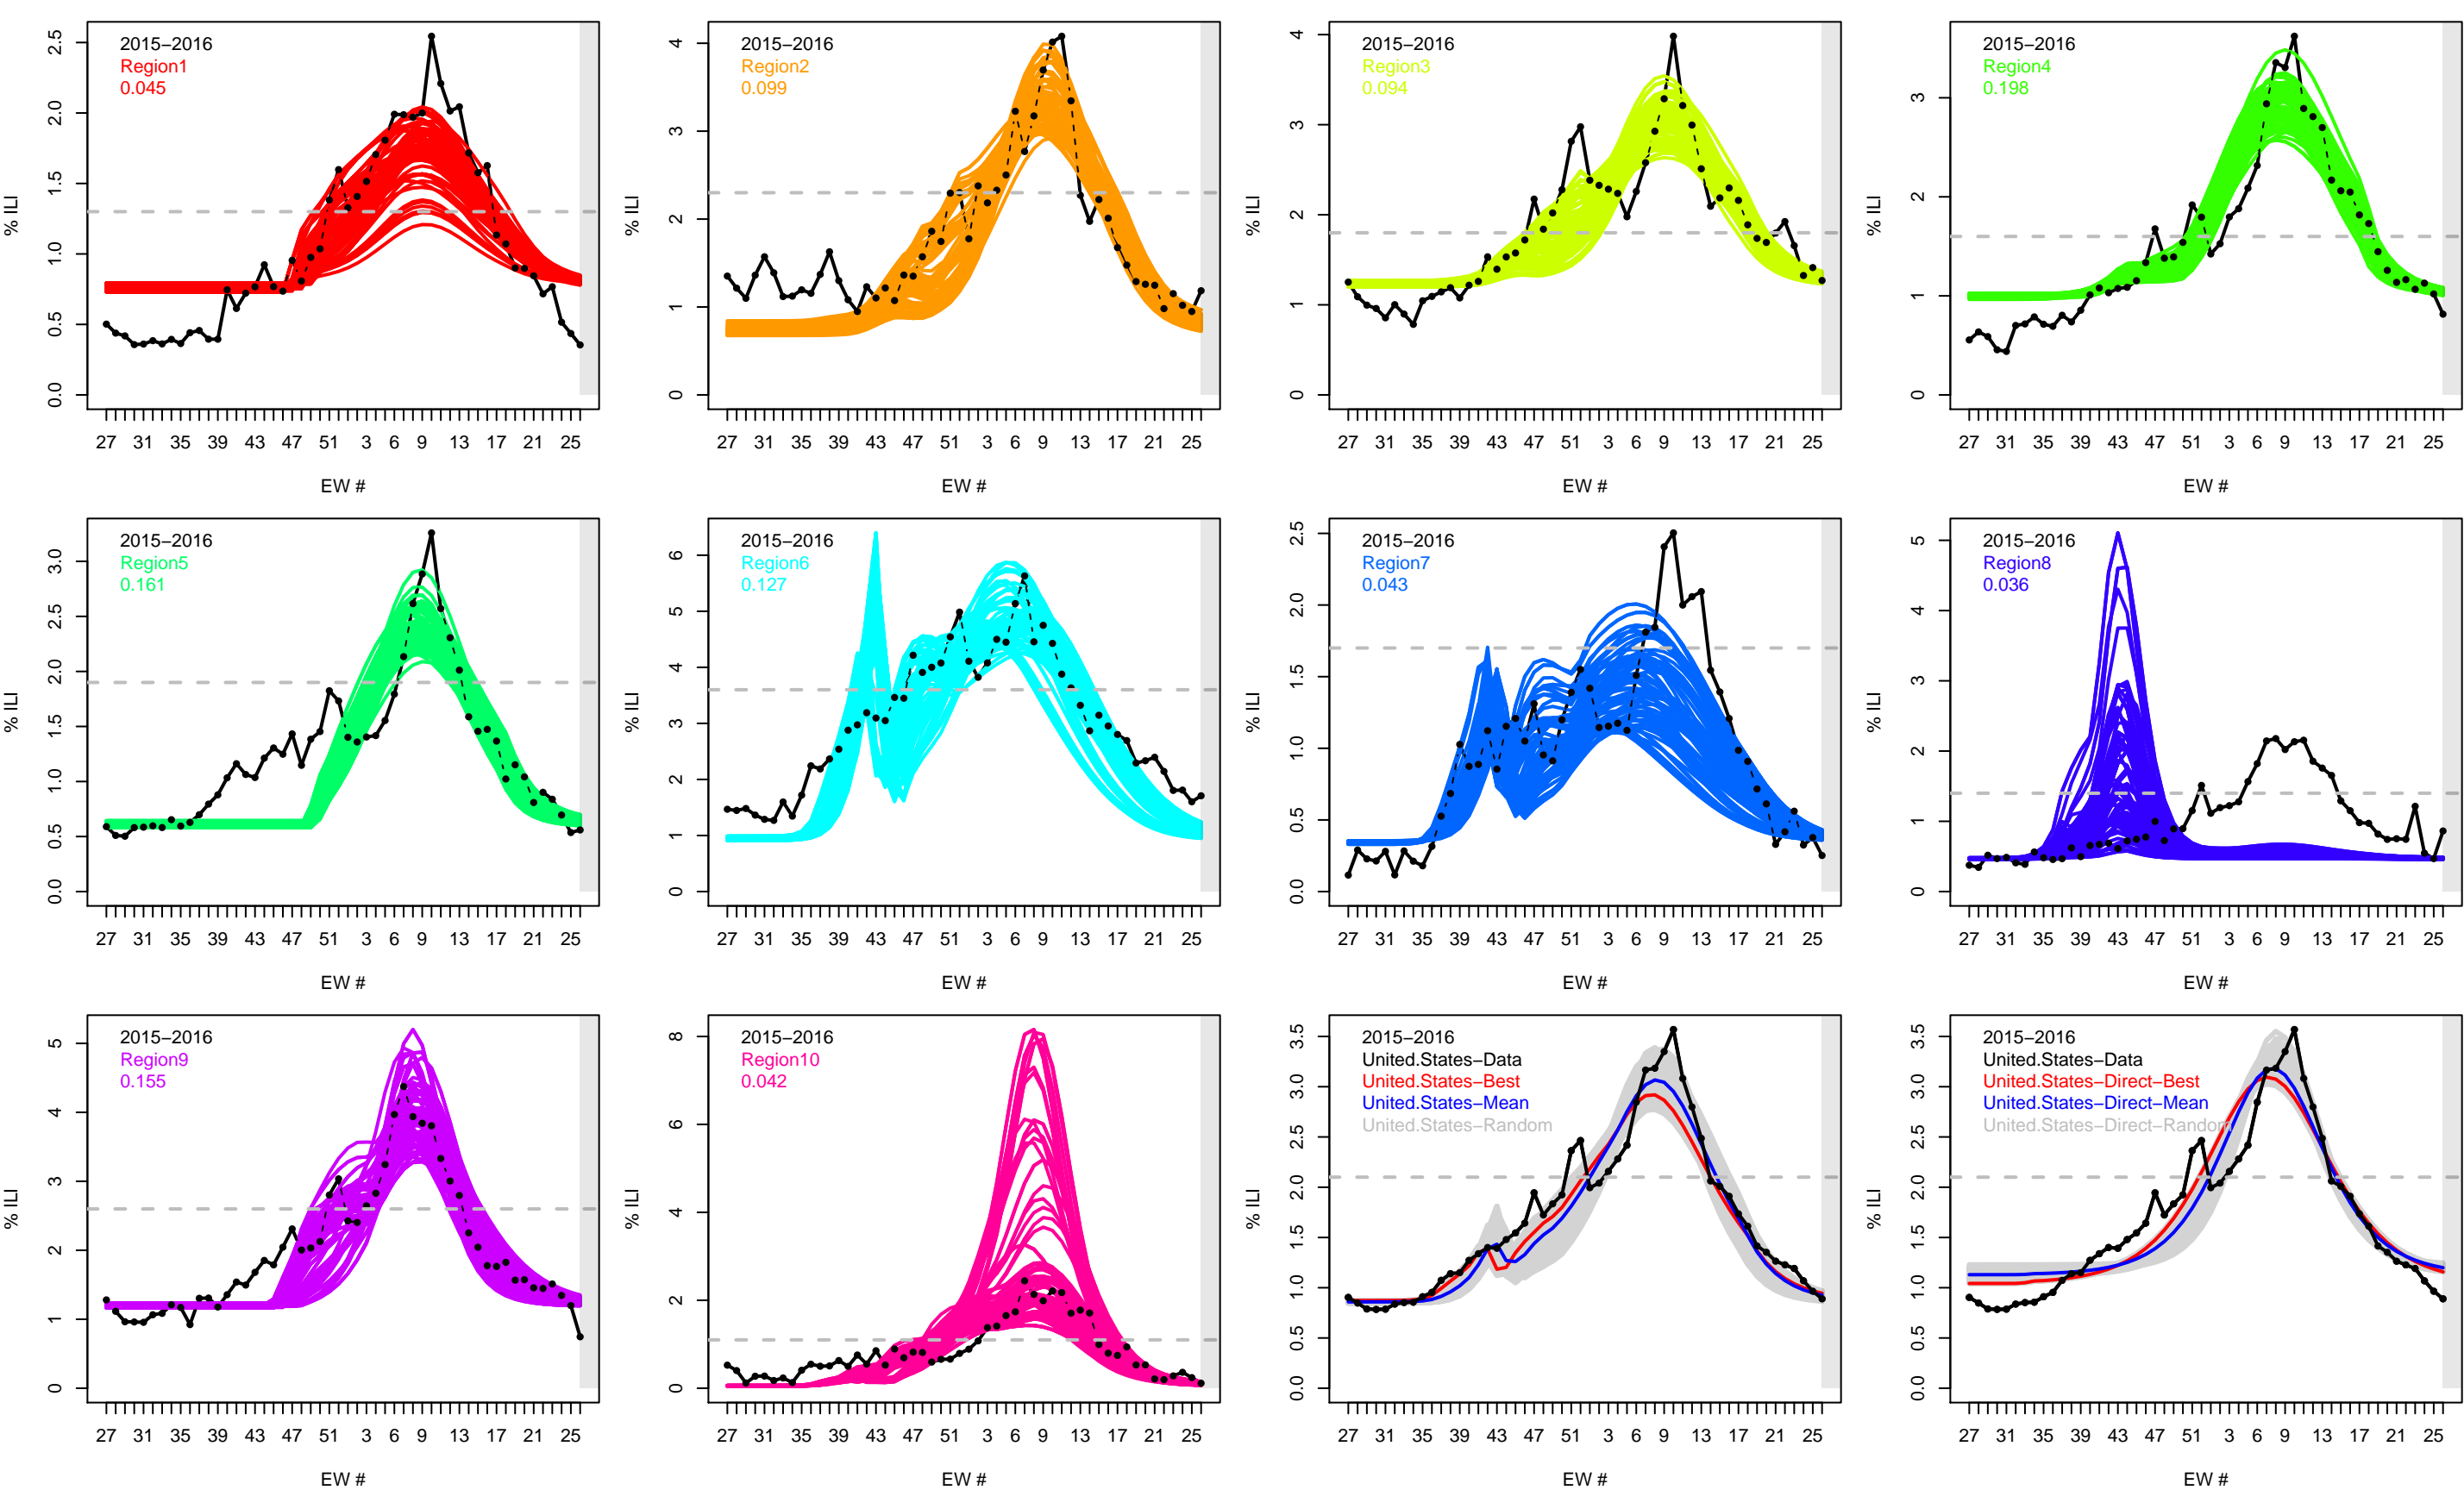 2015−2016
Region1
0.045
% ILI
0.0 0.5 1.0 1.5 2.0 2.5
27 31 35 39 43 47 51 3 6 9 13 17 21 25
EW #
2015−2016
Region2
0.099
% ILI
0 1 2 3 4
27 31 35 39 43 47 51 3 6 9 13 17 21 25
EW #
2015−2016
Region3
0.094
% ILI
0 1 2 3 4
27 31 35 39 43 47 51 3 6 9 13 17 21 25
EW #
2015−2016
Region4
0.198
% ILI
0 1 2 3
27 31 35 39 43 47 51 3 6 9 13 17 21 25
EW #
2015−2016
Region5
0.161
% ILI
0.0 0.5 1.0 1.5 2.0 2.5 3.0
27 31 35 39 43 47 51 3 6 9 13 17 21 25
EW #
2015−2016
Region6
0.127
% ILI
0 1 2 3 4 5 6
27 31 35 39 43 47 51 3 6 9 13 17 21 25
EW #
2015−2016
Region7
0.043
% ILI
0.0 0.5 1.0 1.5 2.0 2.5
27 31 35 39 43 47 51 3 6 9 13 17 21 25
EW #
2015−2016
Region8
0.036
% ILI
0 1 2 3 4 5
27 31 35 39 43 47 51 3 6 9 13 17 21 25
EW #
2015−2016
Region9
0.155
% ILI
0 1 2 3 4 5
27 31 35 39 43 47 51 3 6 9 13 17 21 25
EW #
2015−2016
Region10
0.042
% ILI
0 2 4 6 8
27 31 35 39 43 47 51 3 6 9 13 17 21 25
EW #
2015−2016
United.States−Data
United.States−Best
United.States−Mean
United.States−Random
% ILI
0.0 0.5 1.0 1.5 2.0 2.5 3.0 3.5
27 31 35 39 43 47 51 3 6 9 13 17 21 25
EW #
2015−2016
United.States−Data
United.States−Direct−Best
United.States−Direct−Mean
United.States−Direct−Random
% ILI
0.0 0.5 1.0 1.5 2.0 2.5 3.0 3.5
27 31 35 39 43 47 51 3 6 9 13 17 21 25
EW #